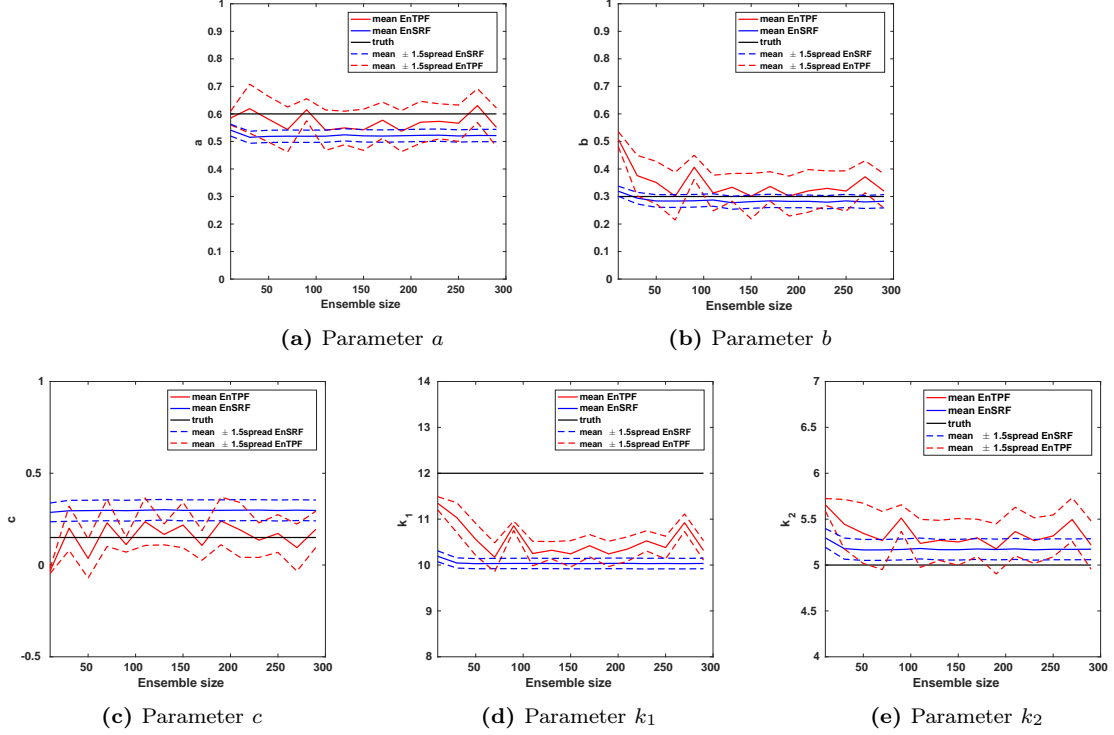 mean EnTPF
mean EnSRF
truth
mean ± 1.5spread EnSRF
mean ± 1.5spread EnTPF
1
0.9
0.8
0.7
0.6
0.5
0.4
0.3
0.2
0.1
0
a
50 100 150 200 250 300
Ensemble size
(a) Parameter a
mean EnTPF
mean EnSRF
truth
mean ± 1.5spread EnSRF
mean ± 1.5spread EnTPF
1
0.9
0.8
0.7
0.6
0.5
0.4
0.3
0.2
0.1
0
b
50 100 150 200 250 300
Ensemble size
(b) Parameter b
mean EnTPF
mean EnSRF
truth
mean ± 1.5spread EnSRF
mean ± 1.5spread EnTPF
1
0.5
0
-0.5
c
50 100 150 200 250 300
Ensemble size
(c) Parameter c
mean EnTPF
mean EnSRF
truth
mean ± 1.5spread EnSRF
mean ± 1.5spread EnTPF
14
13
12
11
10
9
8
k1
50 100 150 200 250 300
Ensemble size
(d) Parameter k1
mean EnTPF
mean EnSRF
truth
mean ± 1.5spread EnSRF
mean ± 1.5spread EnTPF
7
6.5
6
5.5
5
4.5
4
k2
50 100 150 200 250 300
Ensemble size
(e) Parameter k2